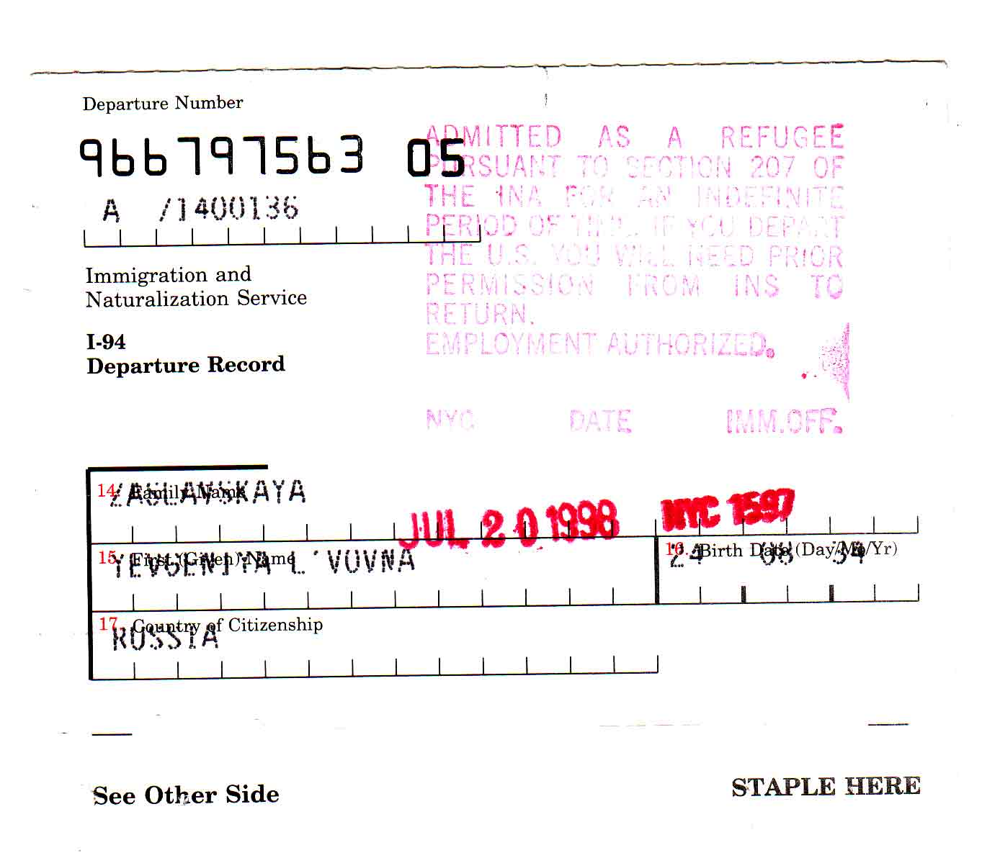 Departure Number
966797563 05
A /1400136
Immigration and
Naturalization Service
I-94
Departure Record
ADMITTED AS A REFUGEE
PURSUANT TO SECTION 207 OF
THE INA FOR AN INDEFINITE
PERIOD OF TIME. IF YOU DEPART
THE U.S. YOU WILL NEED PRIOR
PERMISSION FROM INS TO
RETURN.
EMPLOYMENT AUTHORIZED.
NYC DATE IMM.OFF.
14. Family Name
JUL 20 1998 NYC 1597
15. First (Given) Name
YEVGENIYA L'VOVNA
16. Birth Date (Day/Mo/Yr)
24 34
17. Country of Citizenship
RUSSIA
See Other Side
STAPLE HERE